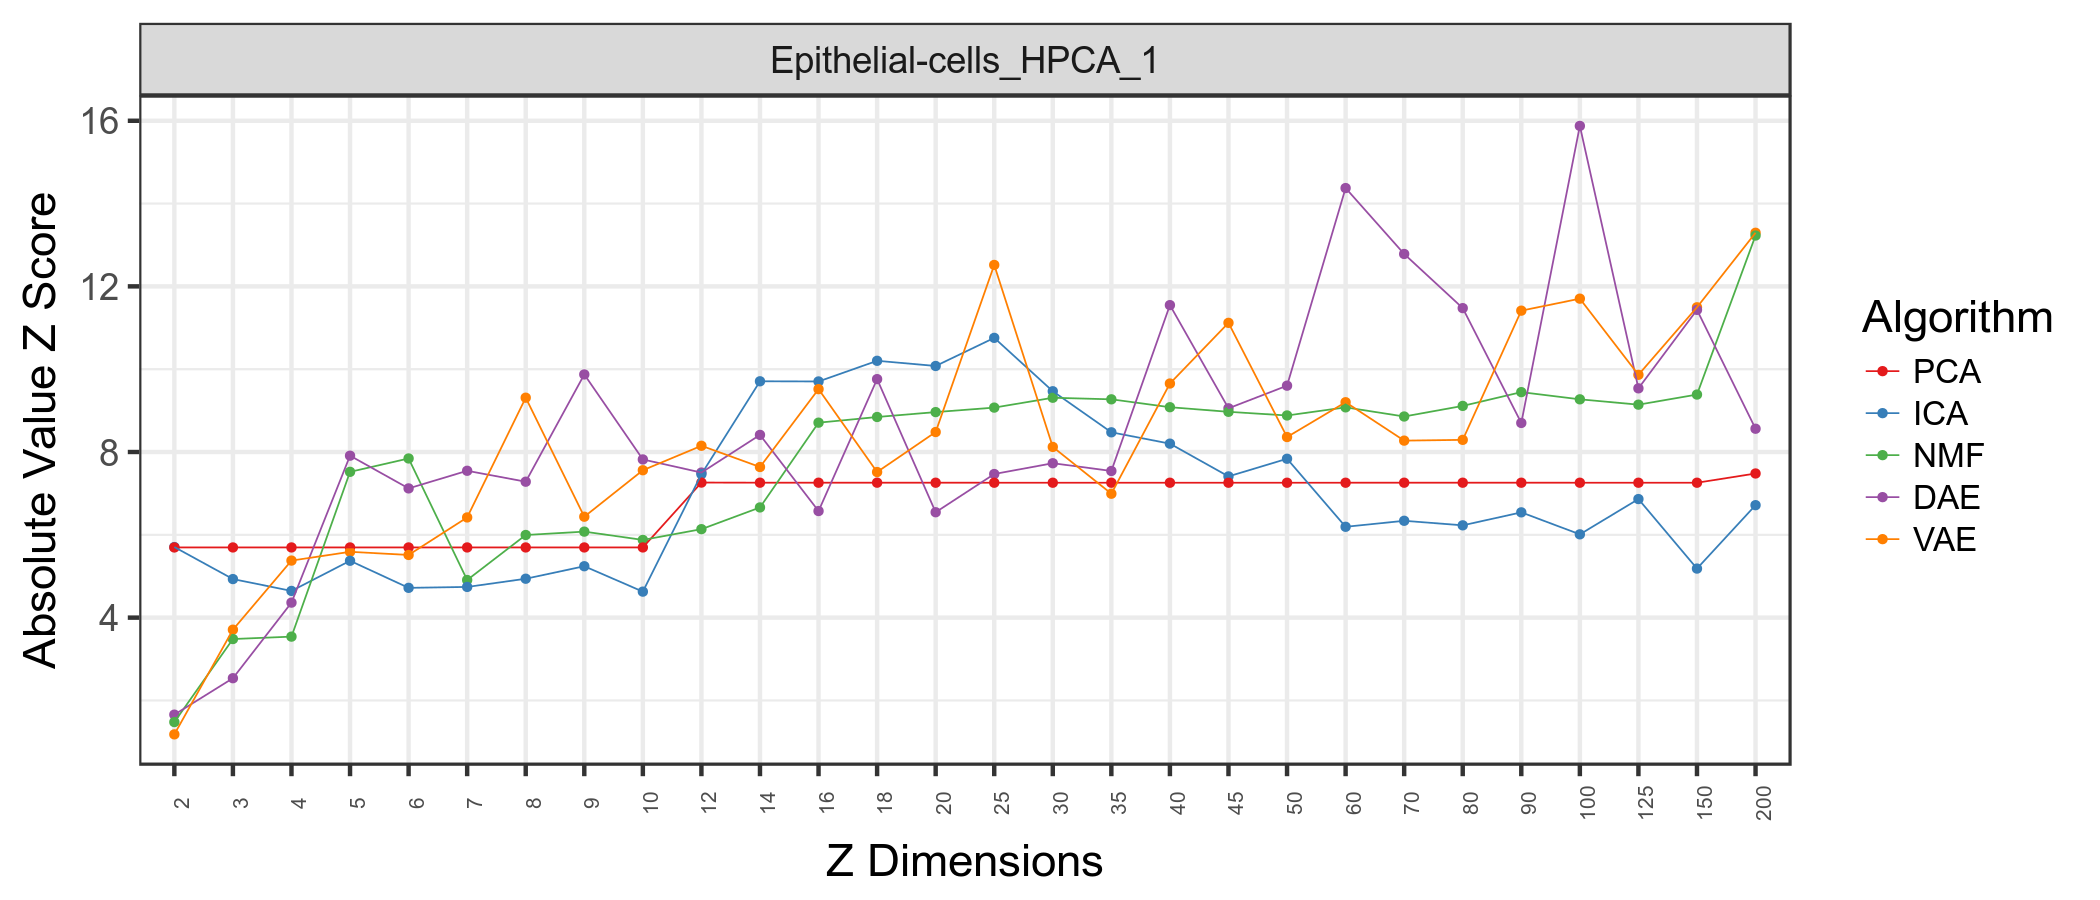 Epithelial-cells_HPCA_1
Absolute Value Z Score
16
12
8
4
2 3 4 5 6 7 8 9 10 12 14 16 18 20 25 30 35 40 45 50 60 70 80 90 100 125 150 200
Z Dimensions
Algorithm
PCA
ICA
NMF
DAE
VAE